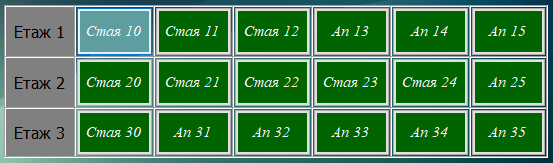 Етаж 1 Стая 10 Стая 11 Стая 12 Ап 13 Ап 14 Ап 15
Етаж 2 Стая 20 Стая 21 Стая 22 Стая 23 Стая 24 Ап 25
Етаж 3 Стая 30 Ап 31 Ап 32 Ап 33 Ап 34 Ап 35